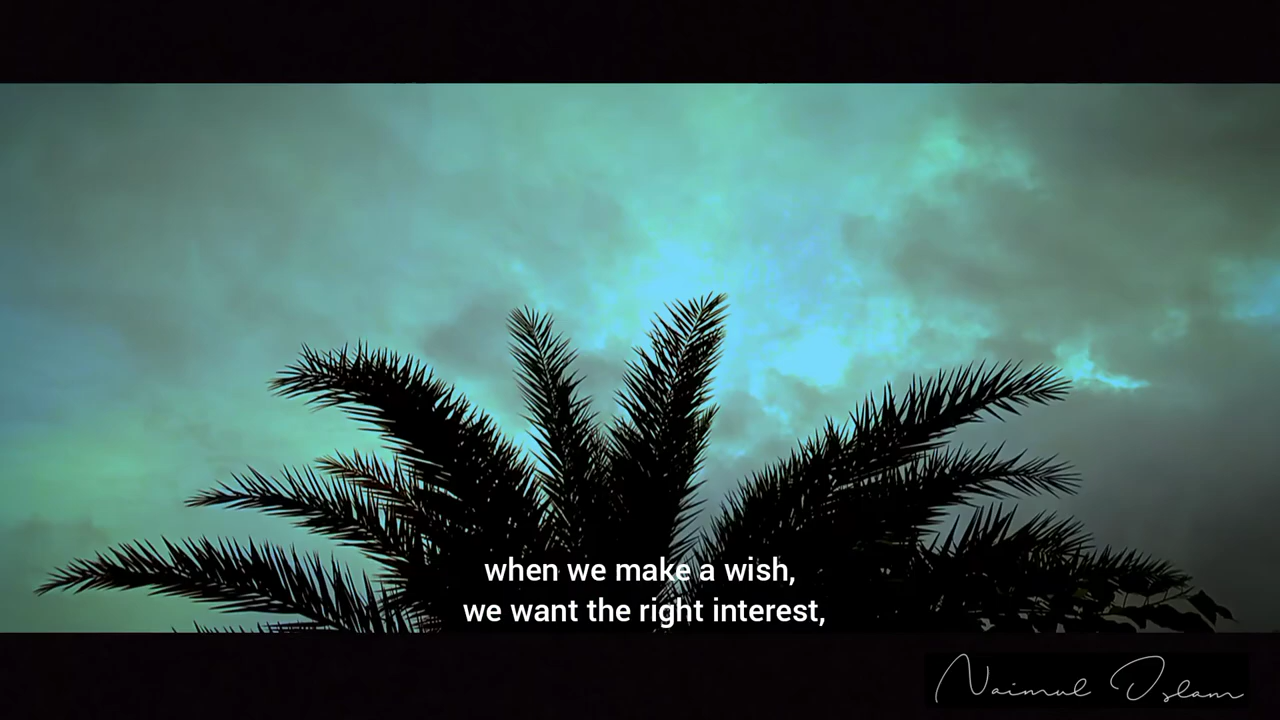 when we make a wish,
we want the right interest,
Naimul Islam